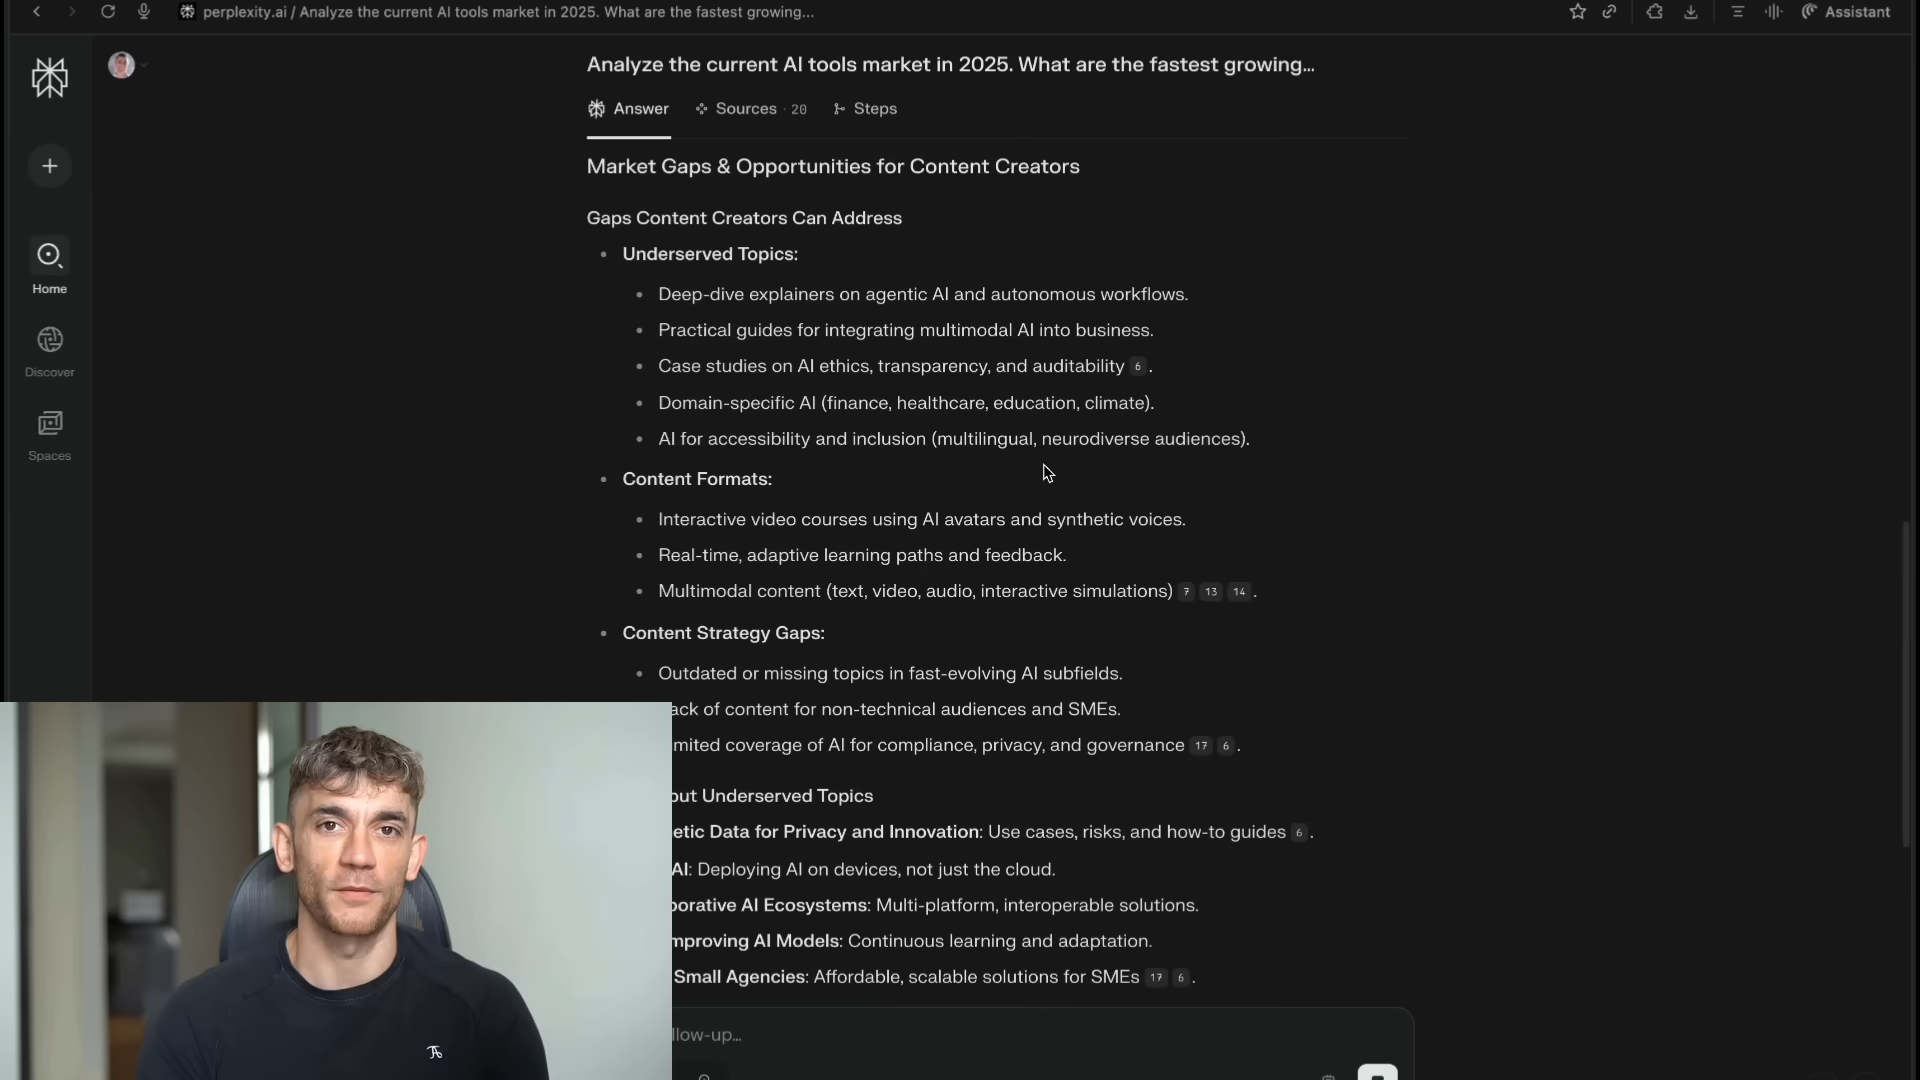 perplexity.ai / Analyze the current AI tools market in 2025. What are the fastest growing...
Assistant
Analyze the current AI tools market in 2025. What are the fastest growing...
Answer
Sources · 20
Steps
Market Gaps & Opportunities for Content Creators
Gaps Content Creators Can Address
Home
Discover
Spaces
• Underserved Topics:
• Deep-dive explainers on agentic AI and autonomous workflows.
• Practical guides for integrating multimodal AI into business.
• Case studies on AI ethics, transparency, and auditability 6 .
• Domain-specific AI (finance, healthcare, education, climate).
• AI for accessibility and inclusion (multilingual, neurodiverse audiences).
• Content Formats:
• Interactive video courses using AI avatars and synthetic voices.
• Real-time, adaptive learning paths and feedback.
• Multimodal content (text, video, audio, interactive simulations) 7 13 14 .
• Content Strategy Gaps:
• Outdated or missing topics in fast-evolving AI subfields.
ack of content for non-technical audiences and SMEs.
mited coverage of AI for compliance, privacy, and governance 17 6 .
out Underserved Topics
etic Data for Privacy and Innovation: Use cases, risks, and how-to guides 6 .
AI: Deploying AI on devices, not just the cloud.
orative AI Ecosystems: Multi-platform, interoperable solutions.
mproving AI Models: Continuous learning and adaptation.
Small Agencies: Affordable, scalable solutions for SMEs 17 6 .
llow-up...